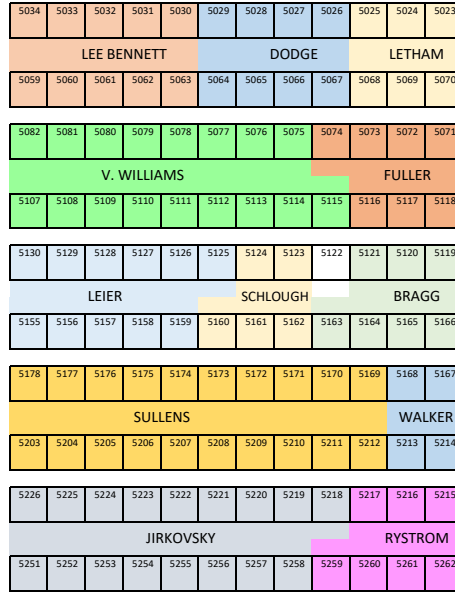 5034 5033 5032 5031 5030 5029 5028 5027 5026 5025 5024 5023
LEE BENNETT DODGE LETHAM
5059 5060 5061 5062 5063 5064 5065 5066 5067 5068 5069 5070
5082 5081 5080 5079 5078 5077 5076 5075 5074 5073 5072 5071
V. WILLIAMS FULLER
5107 5108 5109 5110 5111 5112 5113 5114 5115 5116 5117 5118
5130 5129 5128 5127 5126 5125 5124 5123 5122 5121 5120 5119
LEIER SCHLOUGH BRAGG
5155 5156 5157 5158 5159 5160 5161 5162 5163 5164 5165 5166
5178 5177 5176 5175 5174 5173 5172 5171 5170 5169 5168 5167
SULLENS WALKER
5203 5204 5205 5206 5207 5208 5209 5210 5211 5212 5213 5214
5226 5225 5224 5223 5222 5221 5220 5219 5218 5217 5216 5215
JIRKOVSKY RYSTROM
5251 5252 5253 5254 5255 5256 5257 5258 5259 5260 5261 5262